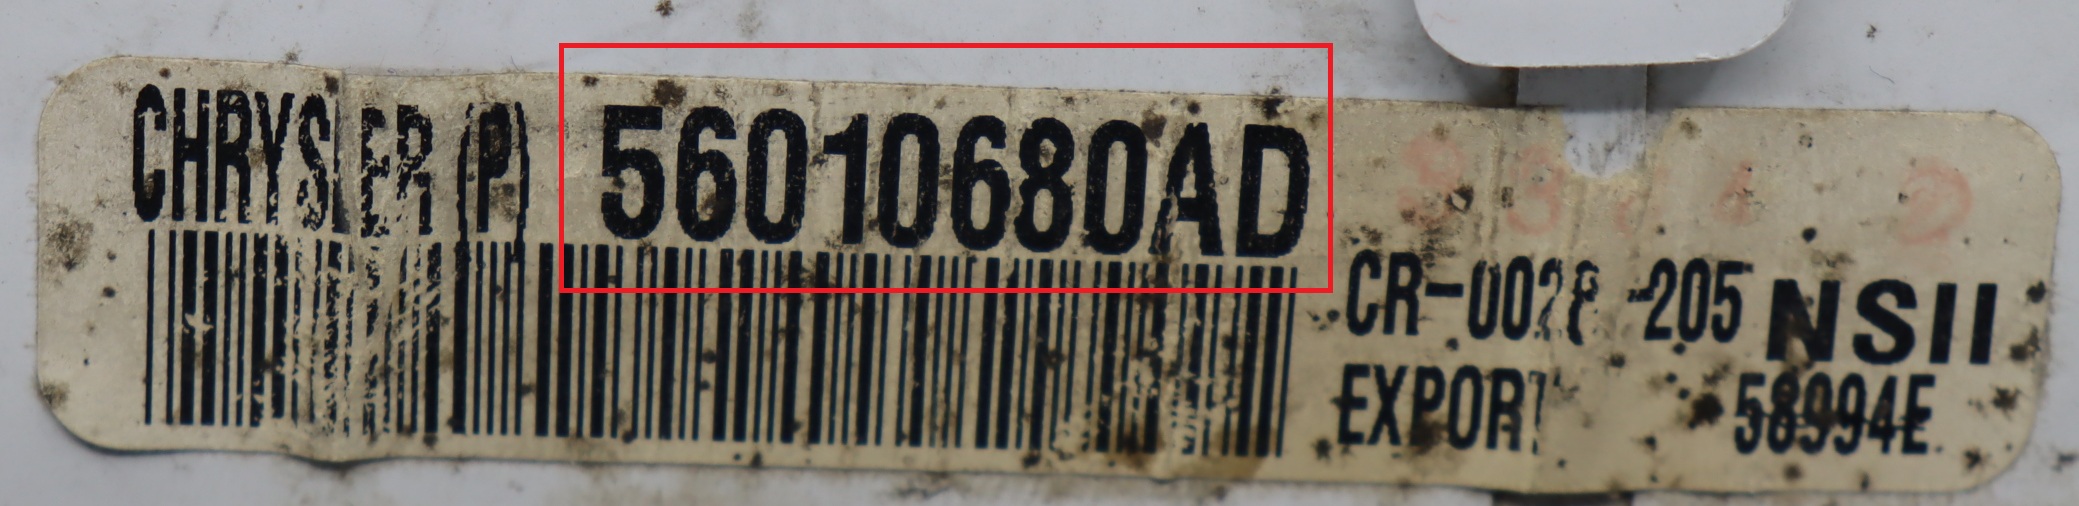 CHRYSLER (P) 56010680AD
CR-0028-205 NSII
EXPORT 58994E